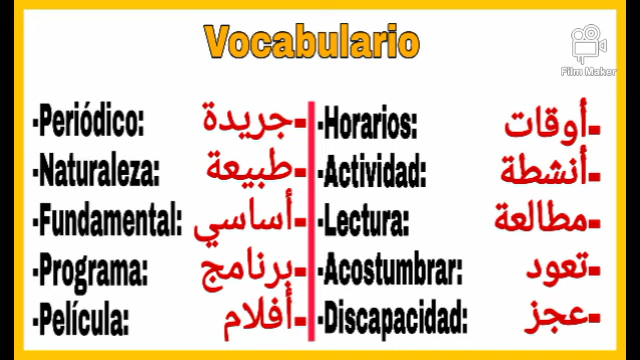 Vocabulario
Film Maker
-Periódico: جريدة-
-Naturaleza: طبيعة-
-Fundamental: أساسي-
-Programa: برنامج-
-Película: أفلام-
-Horarios: أوقات-
-Actividad: أنشطة-
-Lectura: مطالعة-
-Acostumbrar: تعود-
-Discapacidad: عجز-